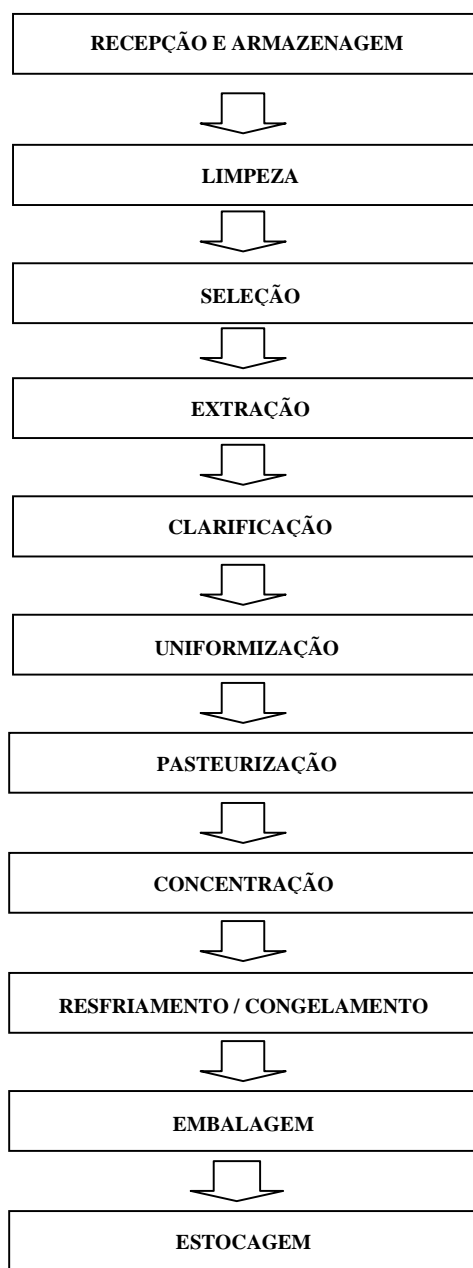 RECEPÇÃO E ARMAZENAGEM
LIMPEZA
SELEÇÃO
EXTRAÇÃO
CLARIFICAÇÃO
UNIFORMIZAÇÃO
PASTEURIZAÇÃO
CONCENTRAÇÃO
RESFRIAMENTO / CONGELAMENTO
EMBALAGEM
ESTOCAGEM